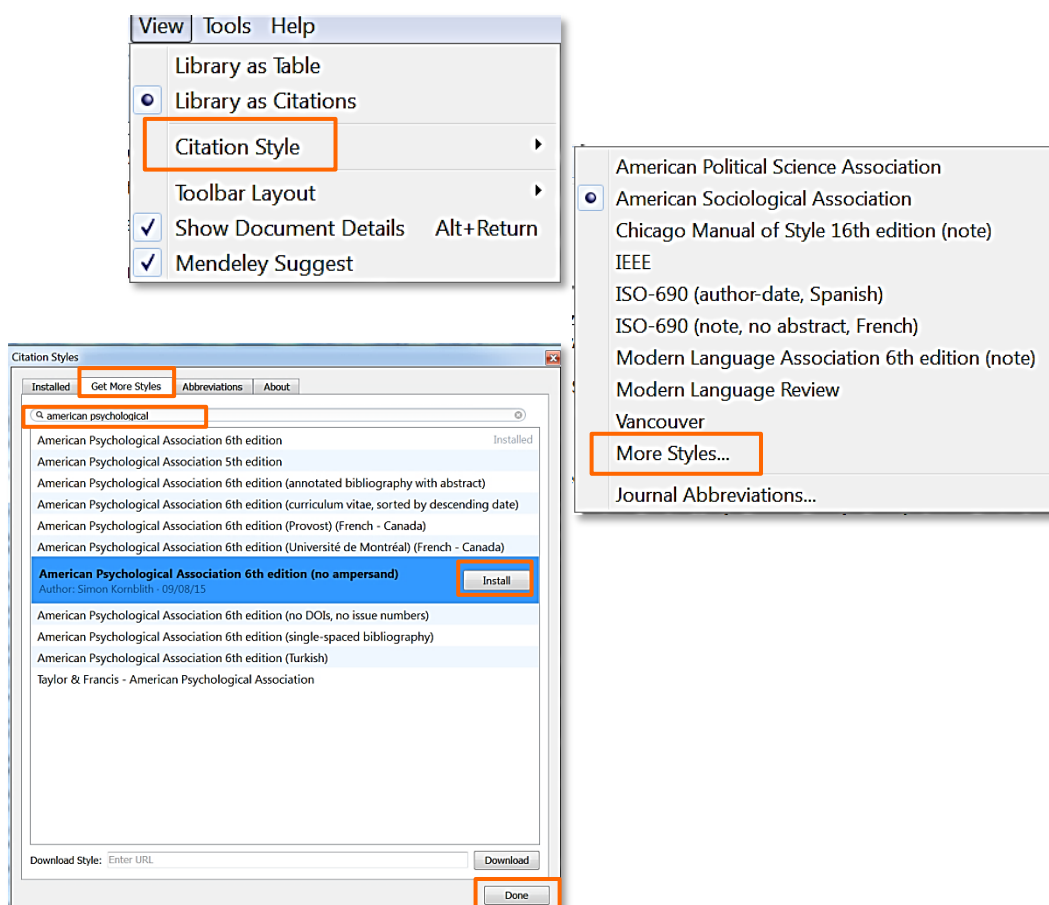 View Tools Help
Library as Table
Library as Citations
Citation Style
Toolbar Layout
Show Document Details Alt+Return
Mendeley Suggest
American Political Science Association
American Sociological Association
Chicago Manual of Style 16th edition (note)
IEEE
ISO-690 (author-date, Spanish)
ISO-690 (note, no abstract, French)
Modern Language Association 6th edition (note)
Modern Language Review
Vancouver
More Styles...
Journal Abbreviations...
Citation Styles
Installed Get More Styles Abbreviations About
american psychological
American Psychological Association 6th edition Installed
American Psychological Association 5th edition
American Psychological Association 6th edition (annotated bibliography with abstract)
American Psychological Association 6th edition (curriculum vitae, sorted by descending date)
American Psychological Association 6th edition (Provost) (French - Canada)
American Psychological Association 6th edition (Université de Montréal) (French - Canada)
American Psychological Association 6th edition (no ampersand)
Install
Author: Simon Kornblith - 09/08/15
American Psychological Association 6th edition (no DOIs, no issue numbers)
American Psychological Association 6th edition (single-spaced bibliography)
American Psychological Association 6th edition (Turkish)
Taylor & Francis - American Psychological Association
Download Style: Enter URL Download
Done